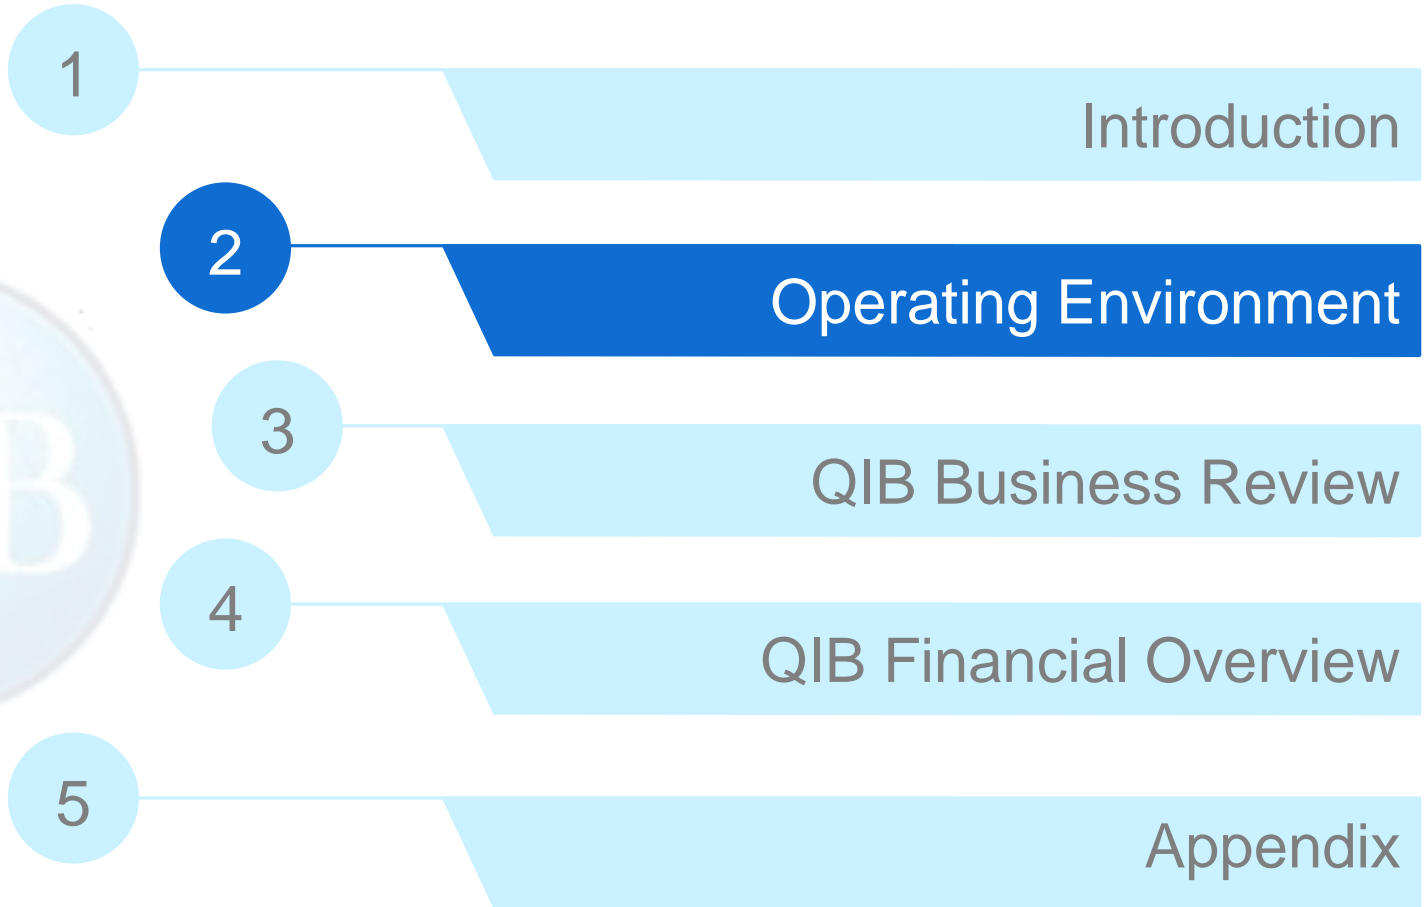 1
Introduction
2
Operating Environment
3
QIB Business Review
4
QIB Financial Overview
5
Appendix
B